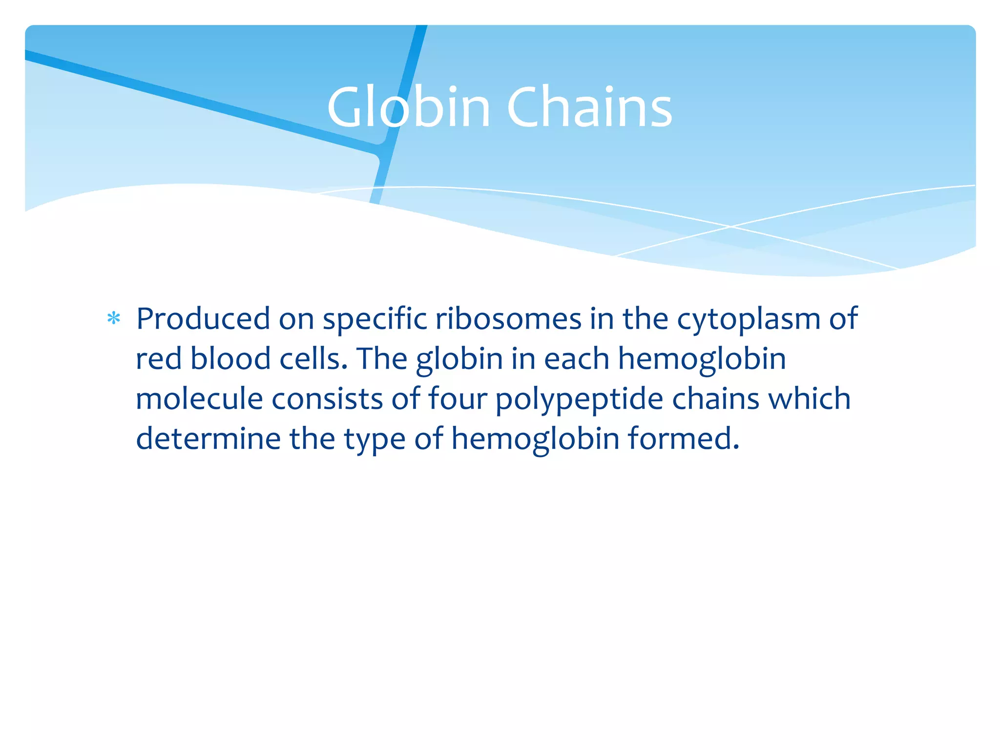 Globin Chains
* Produced on specific ribosomes in the cytoplasm of
red blood cells. The globin in each hemoglobin
molecule consists of four polypeptide chains which
determine the type of hemoglobin formed.